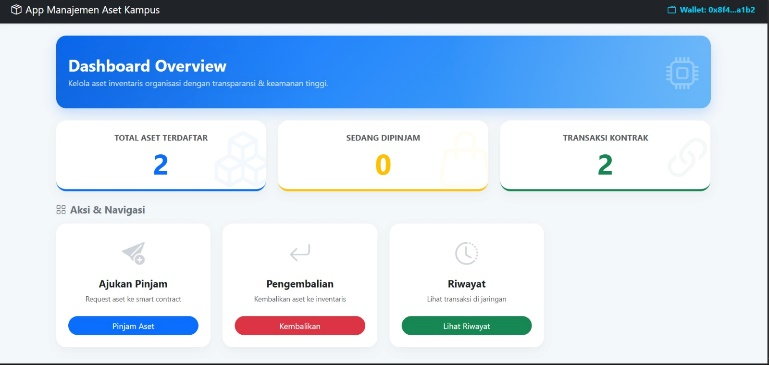 App Manajemen Aset Kampus
Wallet: 0x8f4...a1b2
Dashboard Overview
Kelola aset inventaris organisasi dengan transparansi & keamanan tinggi.
TOTAL ASET TERDAFTAR
2
SEDANG DIPINJAM
0
TRANSAKSI KONTRAK
2
Aksi & Navigasi
Ajukan Pinjam
Request aset ke smart contract
Pinjam Aset
Pengembalian
Kembalikan aset ke inventaris
Kembalikan
Riwayat
Lihat transaksi di jaringan
Lihat Riwayat